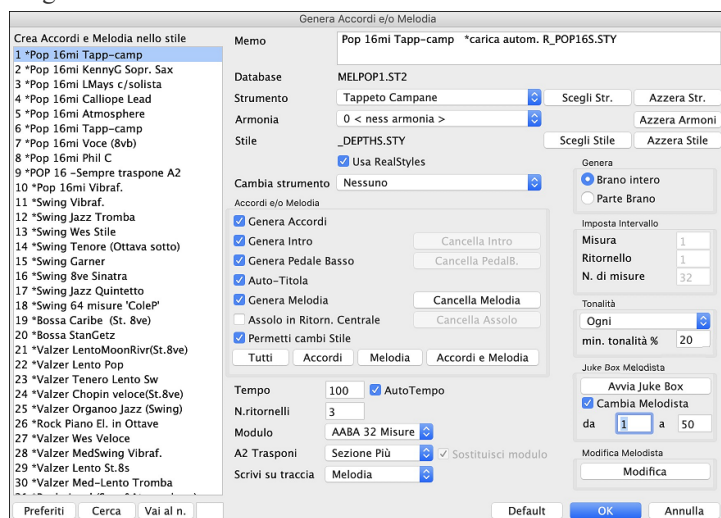 Genera Accordi e/o Melodia
Crea Accordi e Melodia nello stile
1 *Pop 16mi Tapp-camp
2 *Pop 16mi KennyG Sopr. Sax
3 *Pop 16mi LMays c/solista
4 *Pop 16mi Calliope Lead
5 *Pop 16mi Atmosphere
6 *Pop 16mi Tapp-camp
7 *Pop 16mi Voce (8vb)
8 *Pop 16mi Phil C
9 *POP 16 -Sempre traspone A2
10 *Pop 16mi Vibraf.
11 *Swing Vibraf.
12 *Swing Jazz Tromba
13 *Swing Wes Stile
14 *Swing Tenore (Ottava sotto)
15 *Swing Garner
16 *Swing 8ve Sinatra
17 *Swing Jazz Quintetto
18 *Swing 64 misure 'ColeP'
19 *Bossa Caribe (St. 8ve)
20 *Bossa StanGetz
21 *Valzer LentoMoonRivr(St.8ve)
22 *Valzer Lento Pop
23 *Valzer Tenero Lento Sw
24 *Valzer Chopin veloce(St.8ve)
25 *Valzer Organoo Jazz (Swing)
26 *Rock Piano El. in Ottave
27 *Valzer Wes Veloce
28 *Valzer MedSwing Vibraf.
29 *Valzer Lento St.8s
30 *Valzer Med-Lento Tromba
Preferiti Cerca Vai al n.
Memo Pop 16mi Tapp-camp *carica autom. R_POP16S.STY
Database MELPOP1.ST2
Strumento Tappeto Campane Scegli Str. Azzera Str.
Armonia 0 < ness armonia > Azzera Armoni
Stile _DEPTHS.STY Scegli Stile Azzera Stile
Usa RealStyles
Cambia strumento Nessuno
Accordi e/o Melodia
Genera Accordi
Genera Intro Cancella Intro
Genera Pedale Basso Cancella PedalB.
Auto-Titola
Genera Melodia Cancella Melodia
Assolo in Ritorn. Centrale Cancella Assolo
Permetti cambi Stile
Tutti Accordi Melodia Accordi e Melodia
Tempo 100 AutoTempo
N.ritornelli 3
Modulo AABA 32 Misure
A2 Trasponi Sezione Più Sostituisci modulo
Scrivi su traccia Melodia
Genera
Brano intero
Parte Brano
Imposta Intervallo
Misura 1
Ritornello 1
N. di misure 32
Tonalità
Ogni
min. tonalità % 20
Juke Box Melodista
Avvia Juke Box
Cambia Melodista
da 1 a 50
Modifica Melodista
Modifica
Default OK Annulla